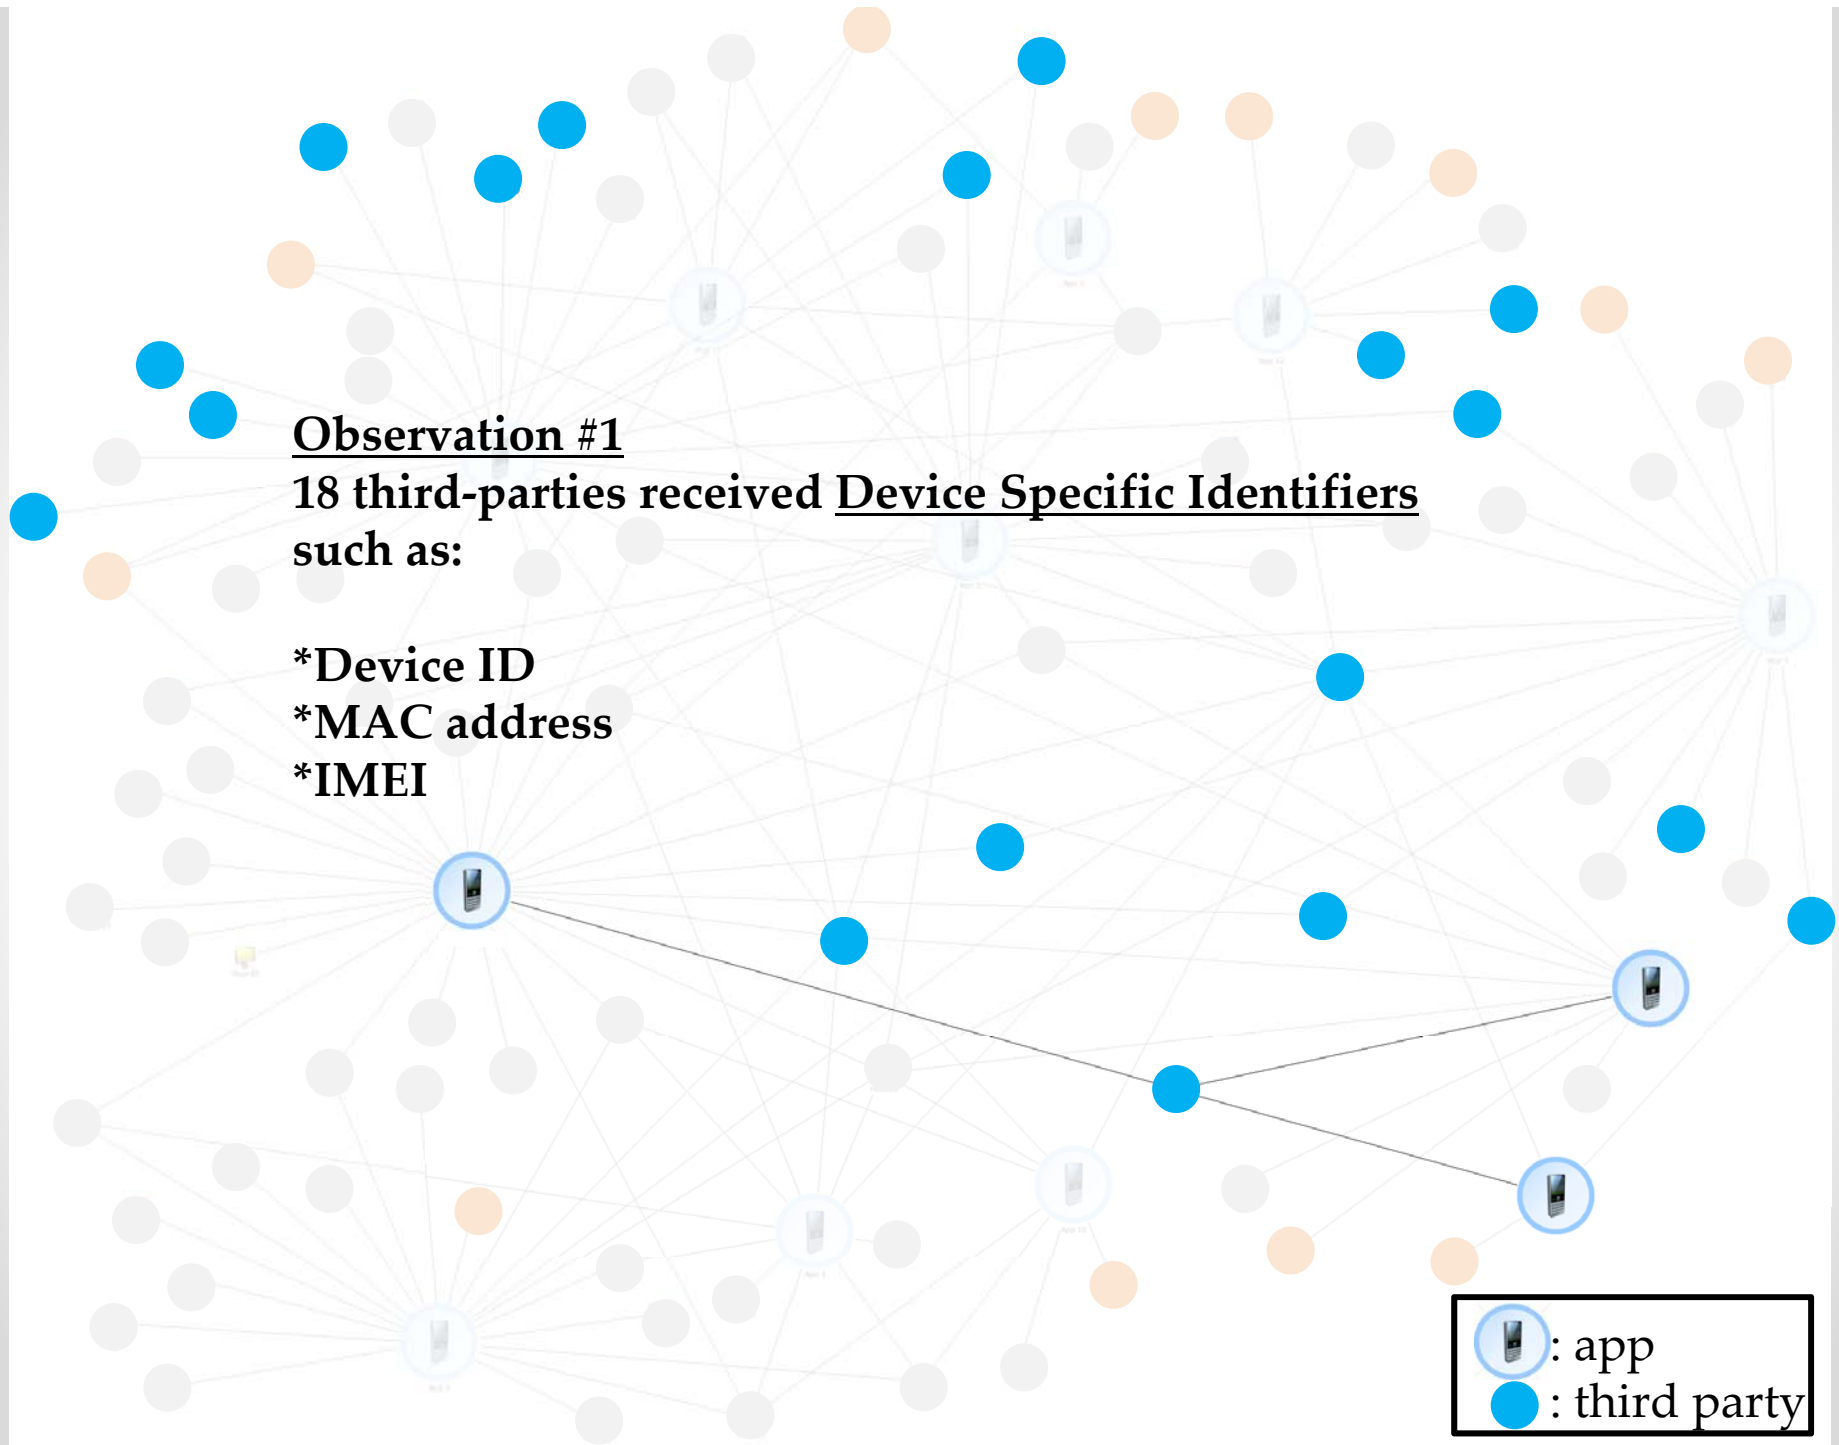 Observation #1
18 third-parties received Device Specific Identifiers
such as:
*Device ID
*MAC address
*IMEI
: app
: third party